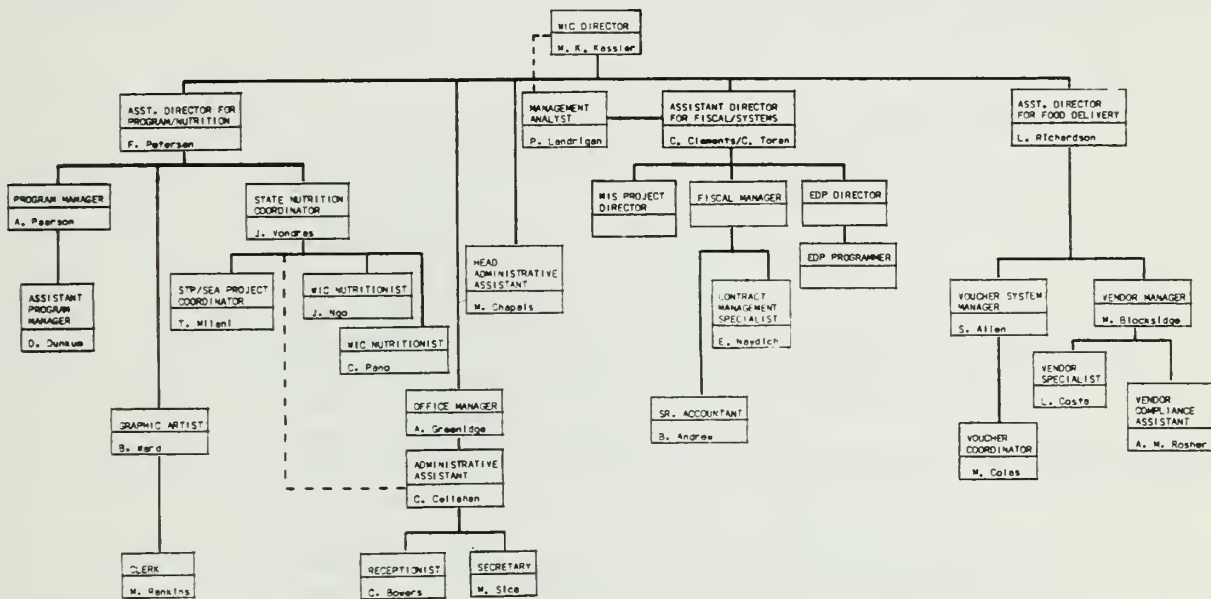 WIC DIRECTOR
M. K. Kassler
ASST. DIRECTOR FOR
PROGRAM/NUTRITION
F. Petersen
MANAGEMENT
ANALYST
P. Landrigan
ASSISTANT DIRECTOR
FOR FISCAL/SYSTEMS
C. Clements/C. Toran
ASST. DIRECTOR
FOR FOOD DELIVERY
L. Richardson
PROGRAM MANAGER
A. Pearson
STATE NUTRITION
COORDINATOR
J. Vondras
MIS PROJECT
DIRECTOR
FISCAL MANAGER
EDP DIRECTOR
EDP PROGRAMMER
HEAD
ADMINISTRATIVE
ASSISTANT
M. Chapais
ASSISTANT
PROGRAM
MANAGER
D. Dunkum
STP/SEA PROJECT
COORDINATOR
T. Milani
WIC NUTRITIONIST
J. Ngo
WIC NUTRITIONIST
C. Pano
CONTRACT
MANAGEMENT
SPECIALIST
E. Naydich
VOUCHER SYSTEM
MANAGER
S. Allen
VENDOR MANAGER
M. Blocksidge
VENDOR
SPECIALIST
L. Costa
VENDOR
COMPLIANCE
ASSISTANT
A. M. Rosher
GRAPHIC ARTIST
B. Ward
OFFICE MANAGER
A. Greenidge
SR. ACCOUNTANT
B. Andrew
VOUCHER
COORDINATOR
M. Colas
ADMINISTRATIVE
ASSISTANT
C. Callahan
CLERK
M. Rankins
RECEPTIONIST
C. Bowers
SECRETARY
M. Sica